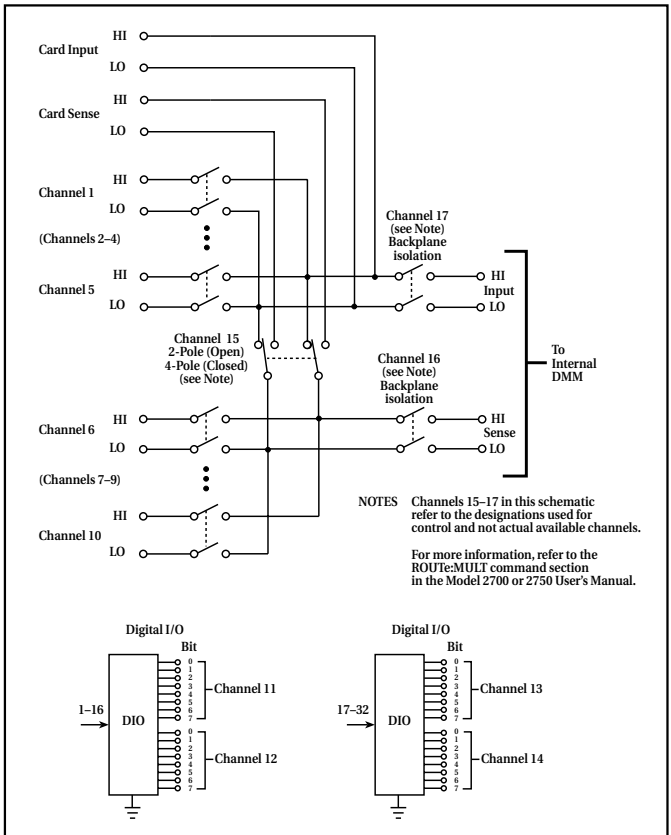 HI
Card Input
LO
HI
Card Sense
LO
HI
Channel 1
LO
(Channels 2–4)
HI
Channel 5
LO
Channel 17
(see Note)
Backplane
isolation
HI
Input
LO
Channel 15
2-Pole (Open)
4-Pole (Closed)
(see Note)
To
Internal
DMM
Channel 16
(see Note)
Backplane
isolation
HI
Channel 6
LO
HI
Sense
LO
(Channels 7–9)
HI
Channel 10
LO
NOTES Channels 15–17 in this schematic
refer to the designations used for
control and not actual available channels.
For more information, refer to the
ROUTe:MULT command section
in the Model 2700 or 2750 User's Manual.
Digital I/O
Bit
1–16
DIO
0
1
2
3
4
5
6
7
Channel 11
0
1
2
3
4
5
6
7
Channel 12
Digital I/O
Bit
17–32
DIO
0
1
2
3
4
5
6
7
Channel 13
0
1
2
3
4
5
6
7
Channel 14